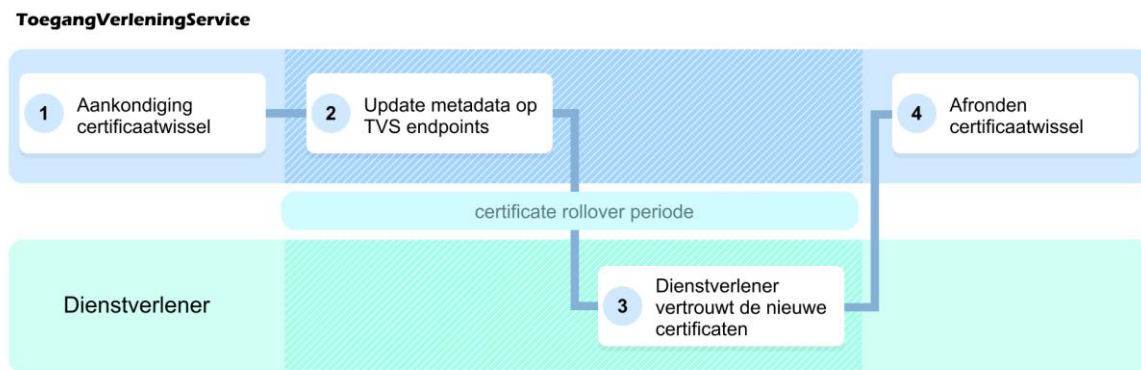 ToegangVerleningService
1
Aankondiging
certificaatwissel
2
Update metadata op
TVS endpoints
4
Afronden
certificaatwissel
certificate rollover periode
Dienstverlener
3
Dienstverlener
vertrouwt de nieuwe
certificaten